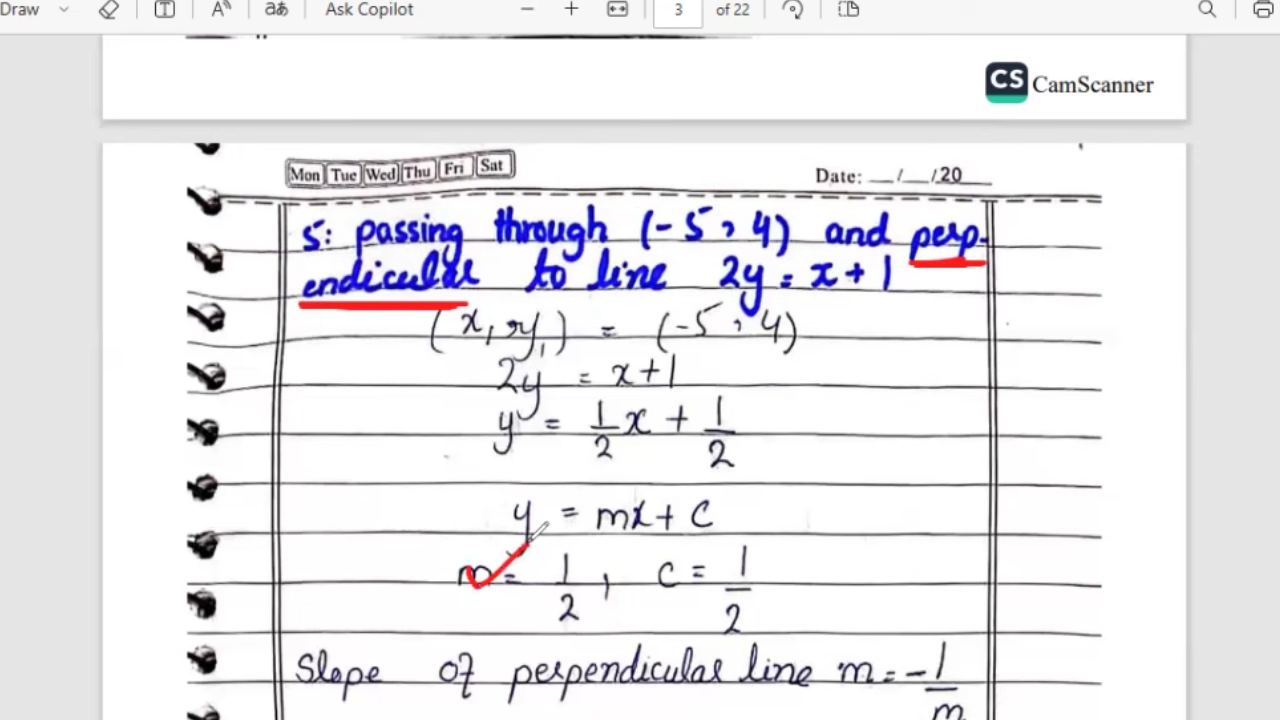 Draw
Ask Copilot
3 of 22
CS CamScanner
Mon Tue Wed Thu Fri Sat
Date: __/__/20__
5: passing through (-5, 4) and perp-
endicular to line 2y = x + 1
(x₁, y₁) = (-5, 4)
2y = x+1
y = 1/2 x + 1/2
y = mx + c
m = 1/2, c = 1/2
Slope of perpendicular line m = -1/m